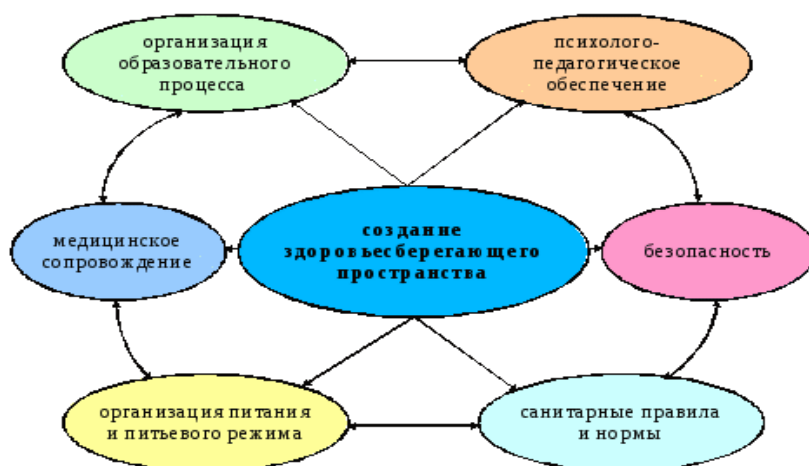 организация
образовательного
процесса
психолого-
педагогическое
обеспечение
медицинское
сопровождение
создание
здоровьесберегающего
пространства
безопасность
организация питания
и питьевого режима
санитарные правила
и нормы